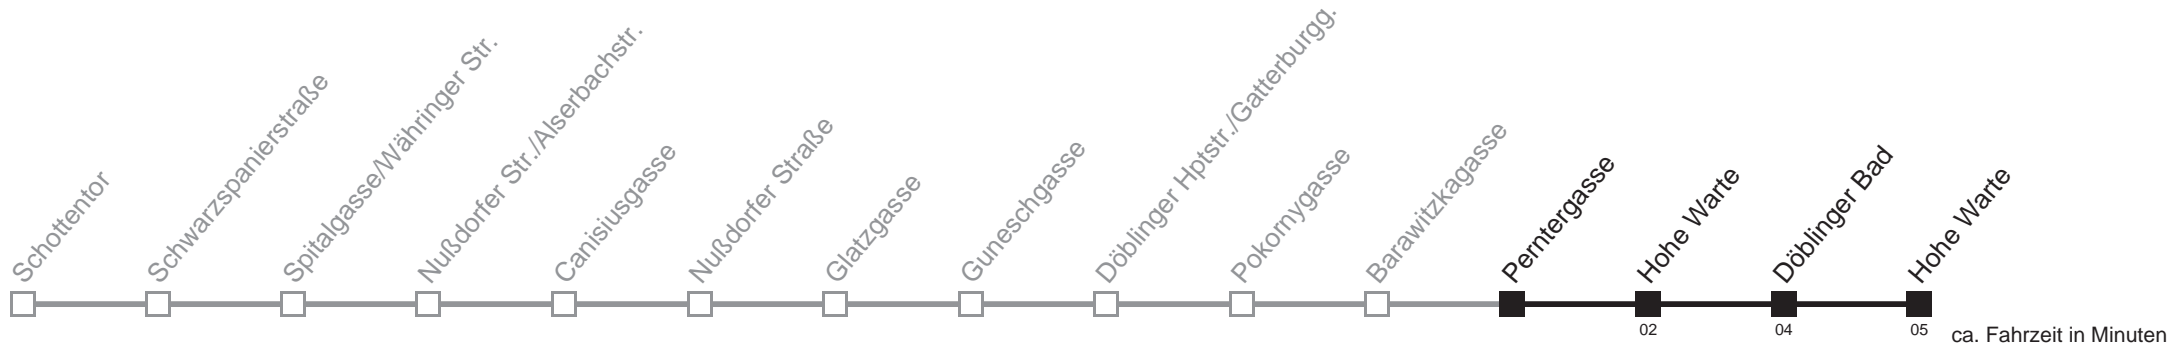 Schottentor
Schwarzspanierstraße
Spitalgasse/Währinger Str.
Nußdorfer Str./Alserbachstr.
Canisiusgasse
Nußdorfer Straße
Glatzgasse
Guneschgasse
Döblinger Hptstr./Gatterburgg.
Pokornygasse
Barawitzkagasse
Perntergasse
Hohe Warte
Döblinger Bad
Hohe Warte
02
04
05
ca. Fahrzeit in Minuten